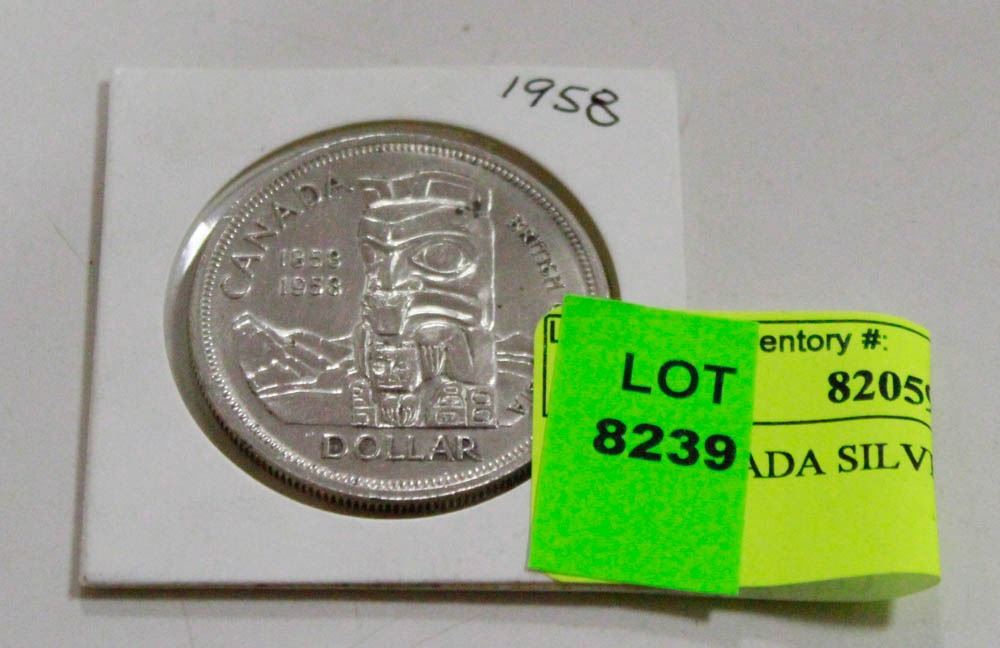 1958
CANADA
BRITISH
1858
1958
DOLLAR
LOT
8239
entory #:
8205
ADA SILV